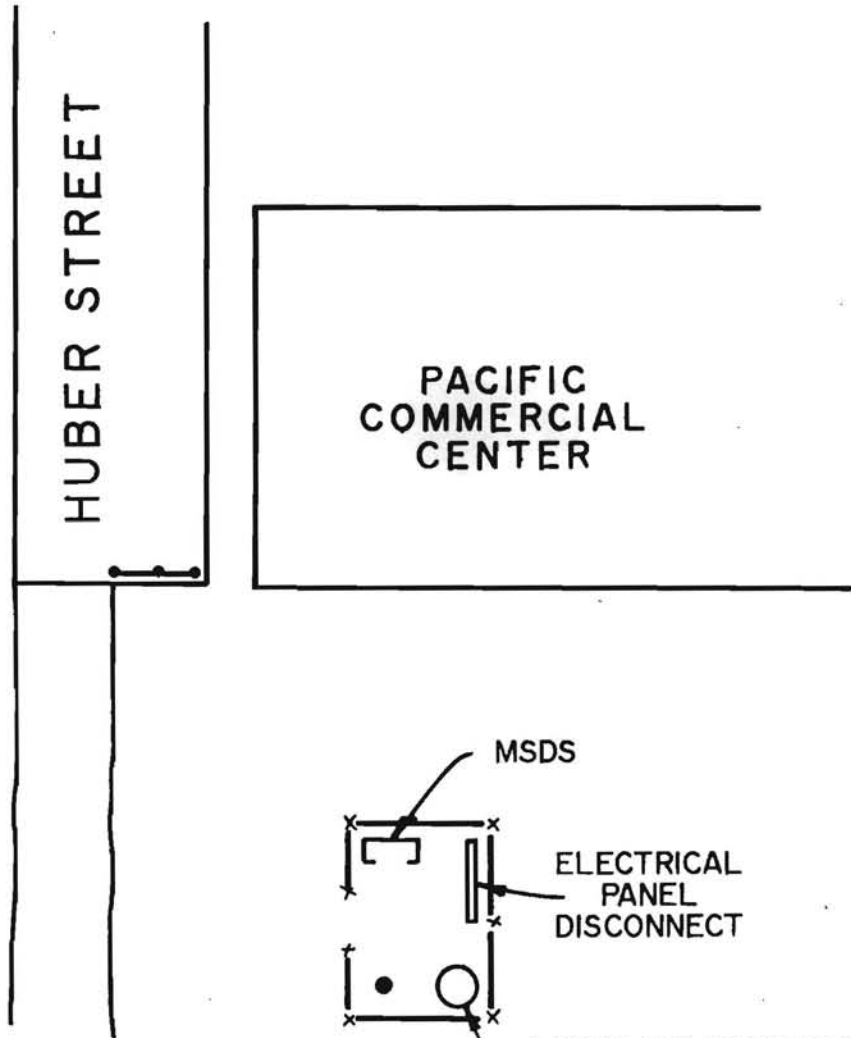 HUBER STREET
PACIFIC
COMMERCIAL
CENTER
MSDS
ELECTRICAL
PANEL
DISCONNECT